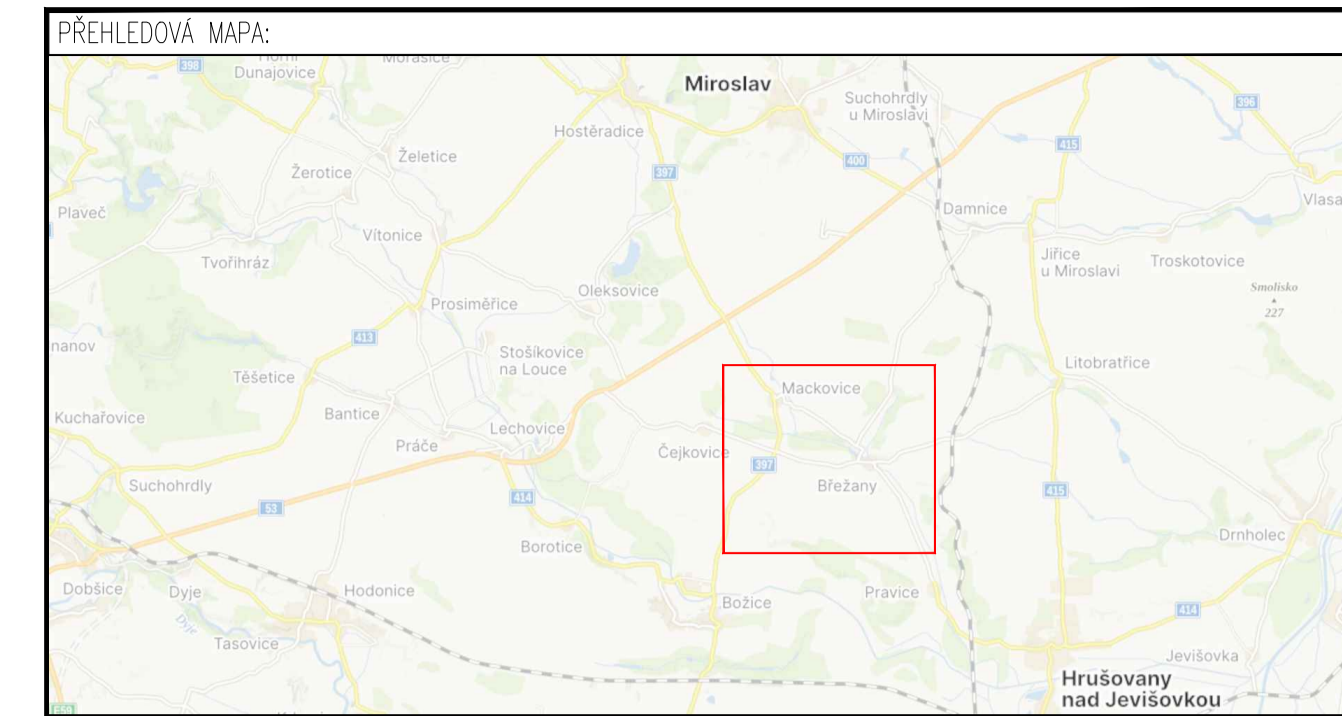 PŘEHLEDOVÁ MAPA:
398
Dunajovice
Miroslav
Suchohrdly
u Miroslavi
396
Hostěradice
415
Želetice
400
Žerotice
397
Plaveč
Damnice
Vítonice
Tvořihráz
Jiřice
u Miroslavi
Troskotovice
Oleksovice
Smolisko
227
Prosiměřice
413
Stošíkovice
na Louce
Litobratřice
Těšetice
Mackovice
Kuchařovice
Bantice
Lechovice
Práče
Čejkovice
397
Suchohrdly
Břežany
415
414
53
Drnholec
Borotice
Dobšice
Dyje
Hodonice
Božice
Pravice
414
Dyje
Tasovice
Jevišovka
Hrušovany
nad Jevišovkou
E59